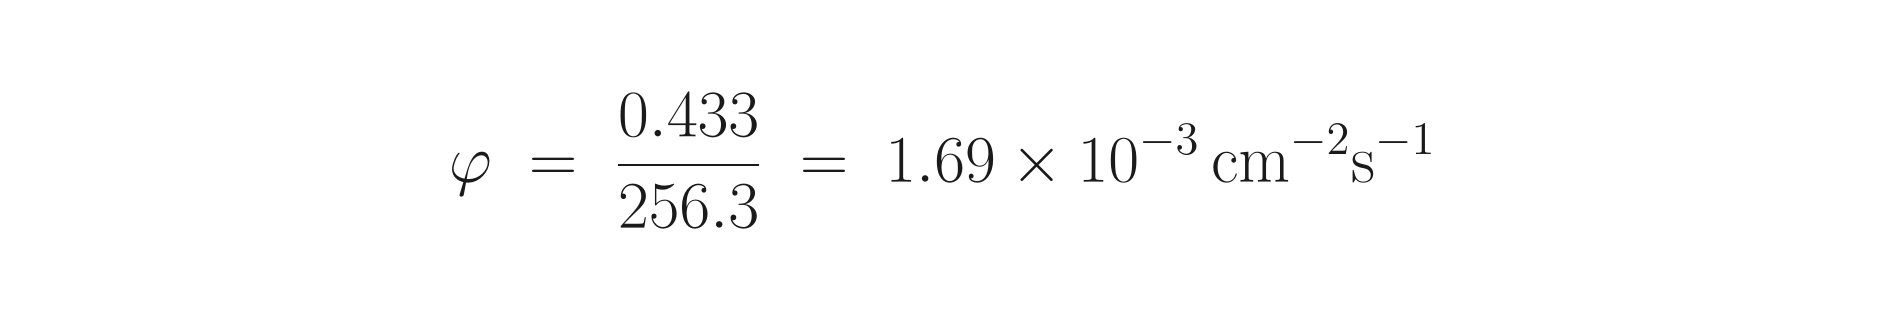 φ = 0.433/256.3 = 1.69 × 10⁻³ cm⁻²s⁻¹